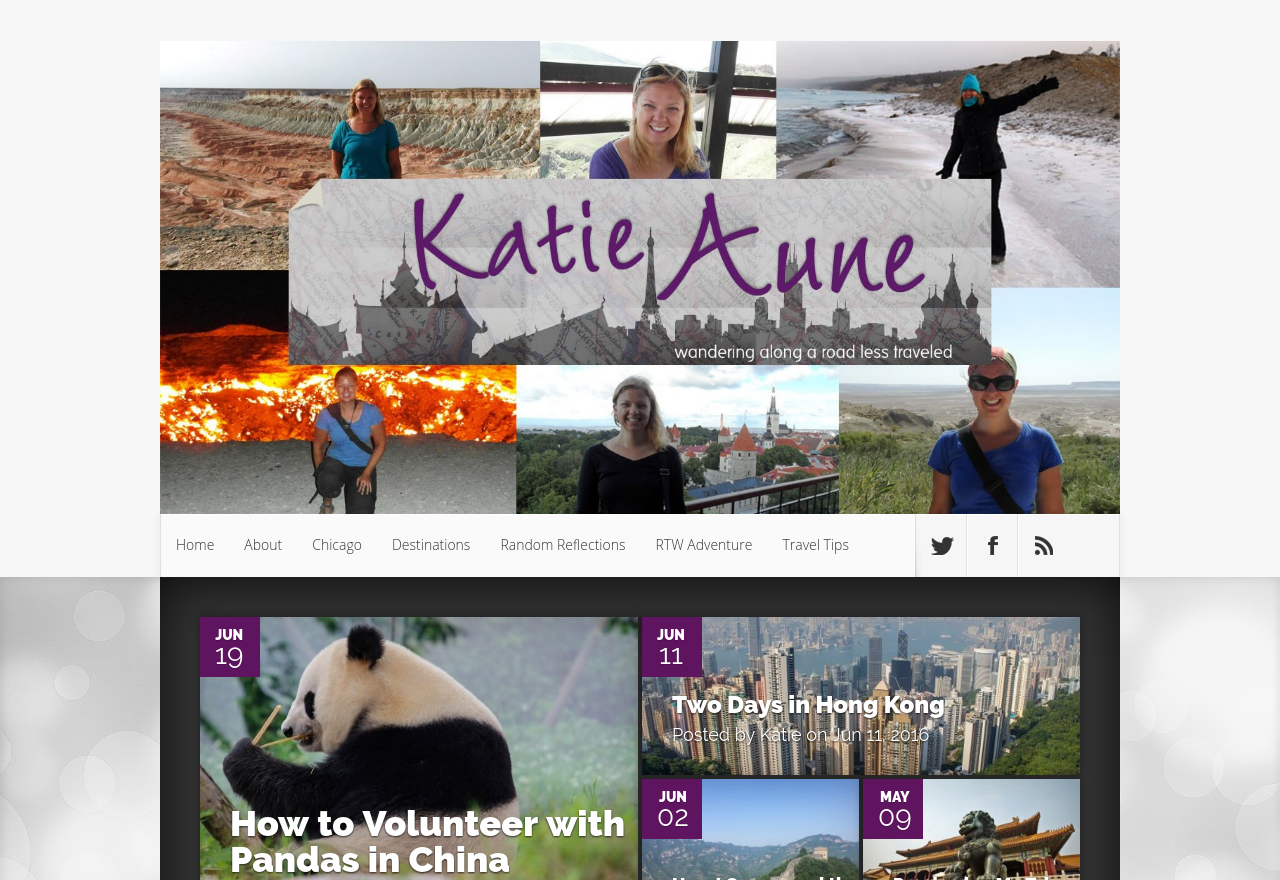 Katie Aune
wandering along a road less traveled
Home About Chicago Destinations Random Reflections RTW Adventure Travel Tips
JUN
19
How to Volunteer with
Pandas in China
JUN
11
Two Days in Hong Kong
Posted by Katie on Jun 11, 2016
JUN
02
MAY
09